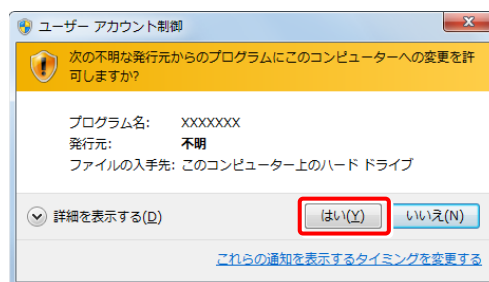 ユーザー アカウント制御
次の不明な発行元からのプログラムにこのコンピューターへの変更を許
可しますか?
プログラム名: XXXXXXX
発行元: 不明
ファイルの入手先: このコンピューター上のハード ドライブ
詳細を表示する(D) はい(Y) いいえ(N)
これらの通知を表示するタイミングを変更する